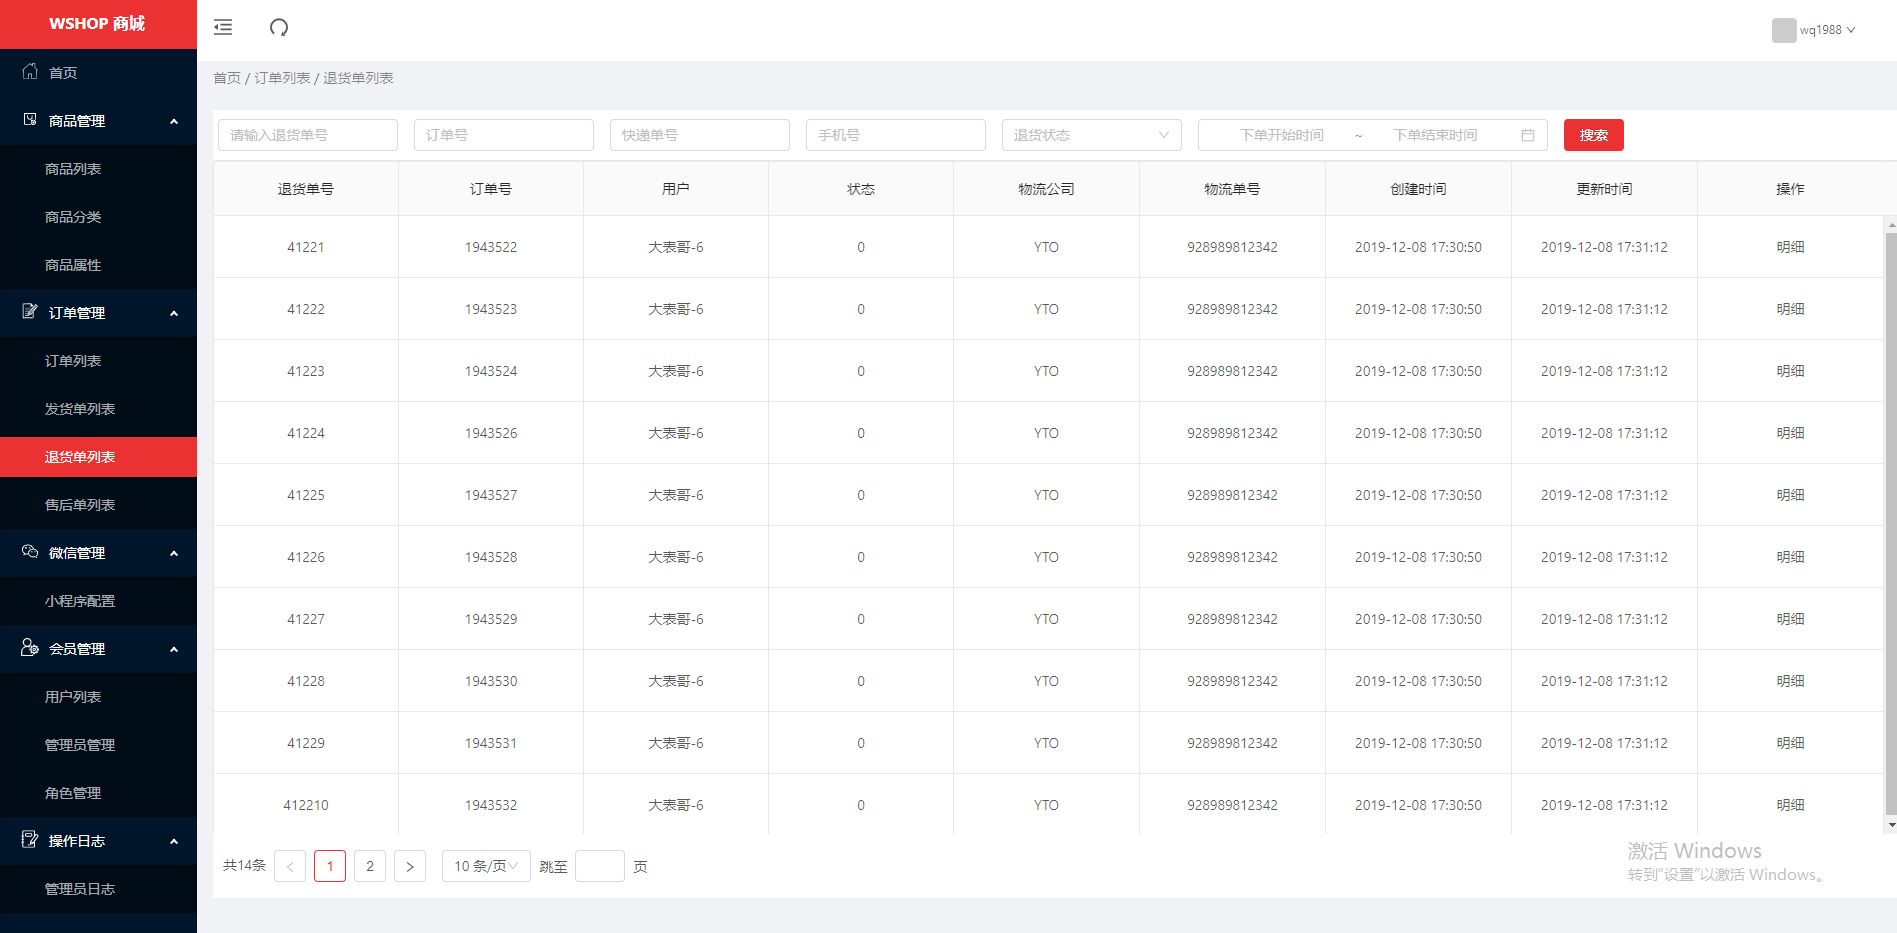 WSHOP 商城
wq1988
首页
商品管理
商品列表
商品分类
商品属性
订单管理
订单列表
发货单列表
退货单列表
售后单列表
微信管理
小程序配置
会员管理
用户列表
管理员管理
角色管理
操作日志
管理员日志
首页 / 订单列表 / 退货单列表
请输入退货单号 订单号 快递单号 手机号 退货状态 下单开始时间 ~ 下单结束时间 搜索
退货单号 订单号 用户 状态 物流公司 物流单号 创建时间 更新时间 操作
41221 1943522 大表哥-6 0 YTO 928989812342 2019-12-08 17:30:50 2019-12-08 17:31:12 明细
41222 1943523 大表哥-6 0 YTO 928989812342 2019-12-08 17:30:50 2019-12-08 17:31:12 明细
41223 1943524 大表哥-6 0 YTO 928989812342 2019-12-08 17:30:50 2019-12-08 17:31:12 明细
41224 1943526 大表哥-6 0 YTO 928989812342 2019-12-08 17:30:50 2019-12-08 17:31:12 明细
41225 1943527 大表哥-6 0 YTO 928989812342 2019-12-08 17:30:50 2019-12-08 17:31:12 明细
41226 1943528 大表哥-6 0 YTO 928989812342 2019-12-08 17:30:50 2019-12-08 17:31:12 明细
41227 1943529 大表哥-6 0 YTO 928989812342 2019-12-08 17:30:50 2019-12-08 17:31:12 明细
41228 1943530 大表哥-6 0 YTO 928989812342 2019-12-08 17:30:50 2019-12-08 17:31:12 明细
41229 1943531 大表哥-6 0 YTO 928989812342 2019-12-08 17:30:50 2019-12-08 17:31:12 明细
412210 1943532 大表哥-6 0 YTO 928989812342 2019-12-08 17:30:50 2019-12-08 17:31:12 明细
共14条 < 1 2 > 10 条/页 跳至 页
激活 Windows
转到"设置"以激活 Windows。